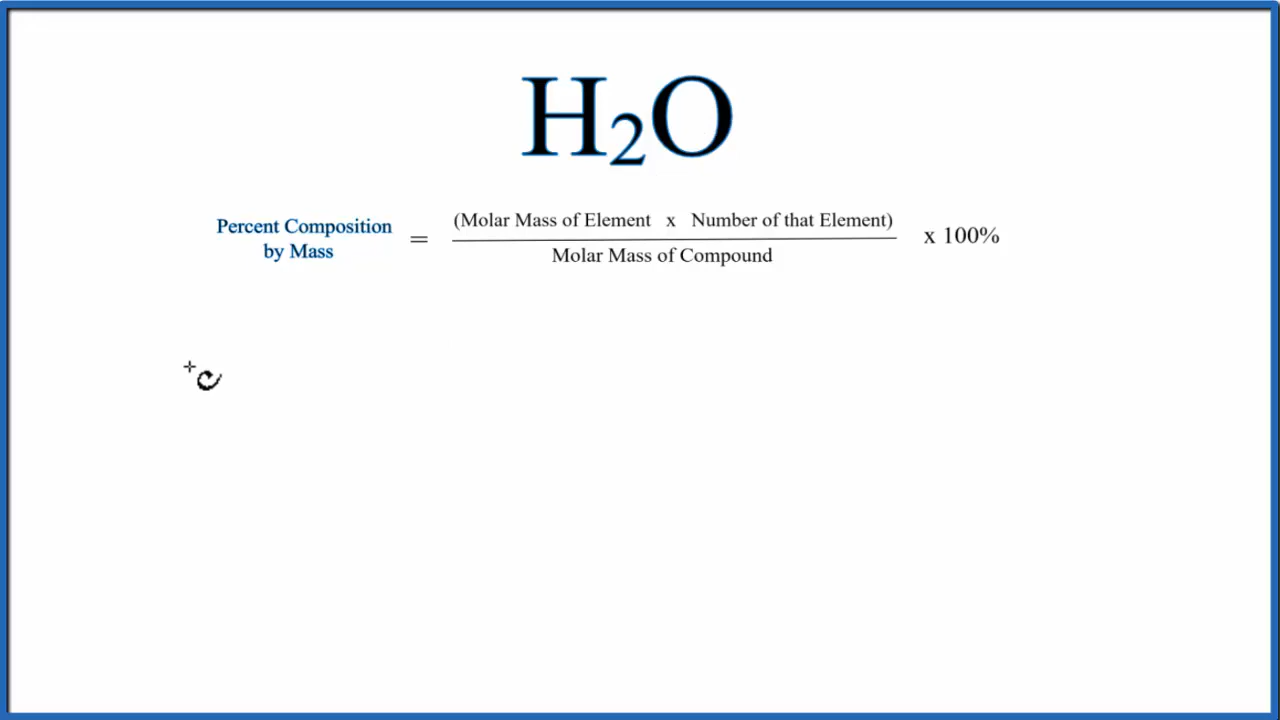 H₂O
(Molar Mass of Element x Number of that Element)
Percent Composition
by Mass
=
x 100%
Molar Mass of Compound